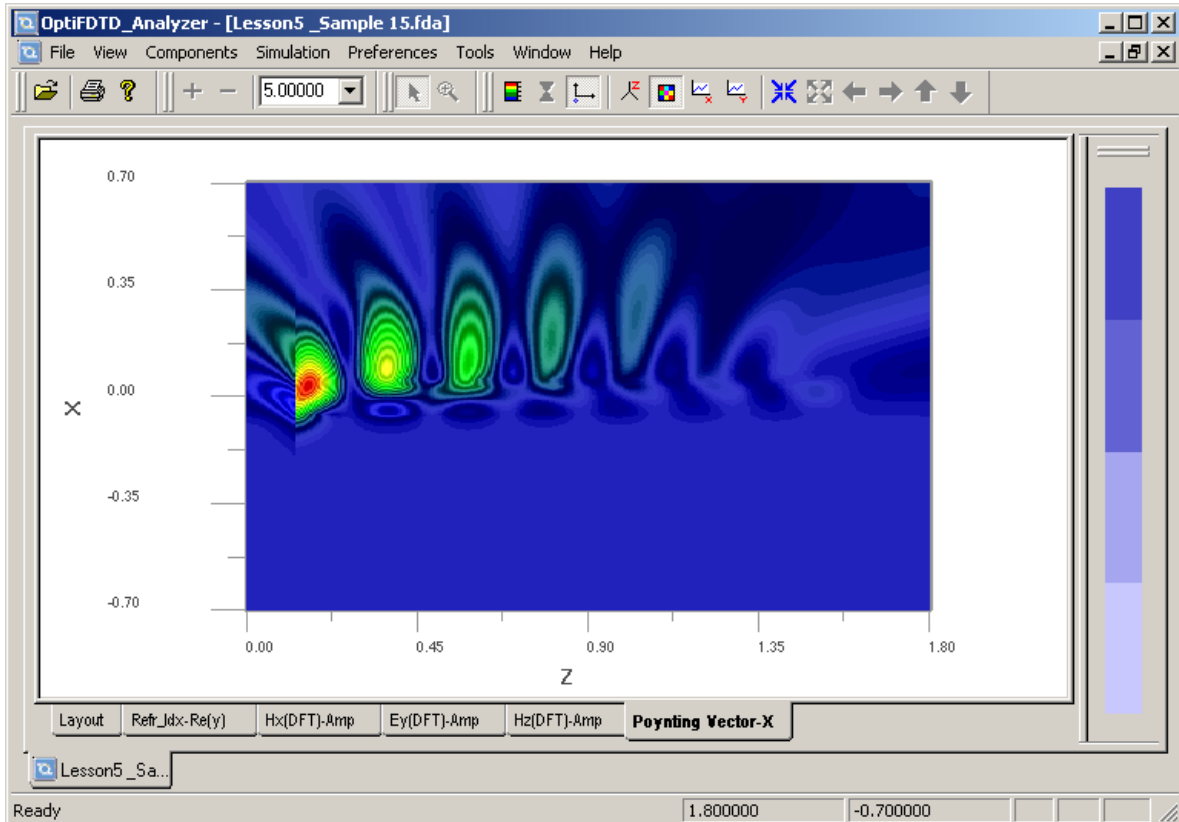 OptiFDTD_Analyzer - [Lesson5 _Sample 15.fda]
File View Components Simulation Preferences Tools Window Help
5.00000
0.70
0.35
0.00
X
-0.35
-0.70
0.00 0.45 0.90 1.35 1.80
Z
Layout Refr_Idx-Re(y) Hx(DFT)-Amp Ey(DFT)-Amp Hz(DFT)-Amp Poynting Vector-X
Lesson5 _Sa...
Ready 1.800000 -0.700000